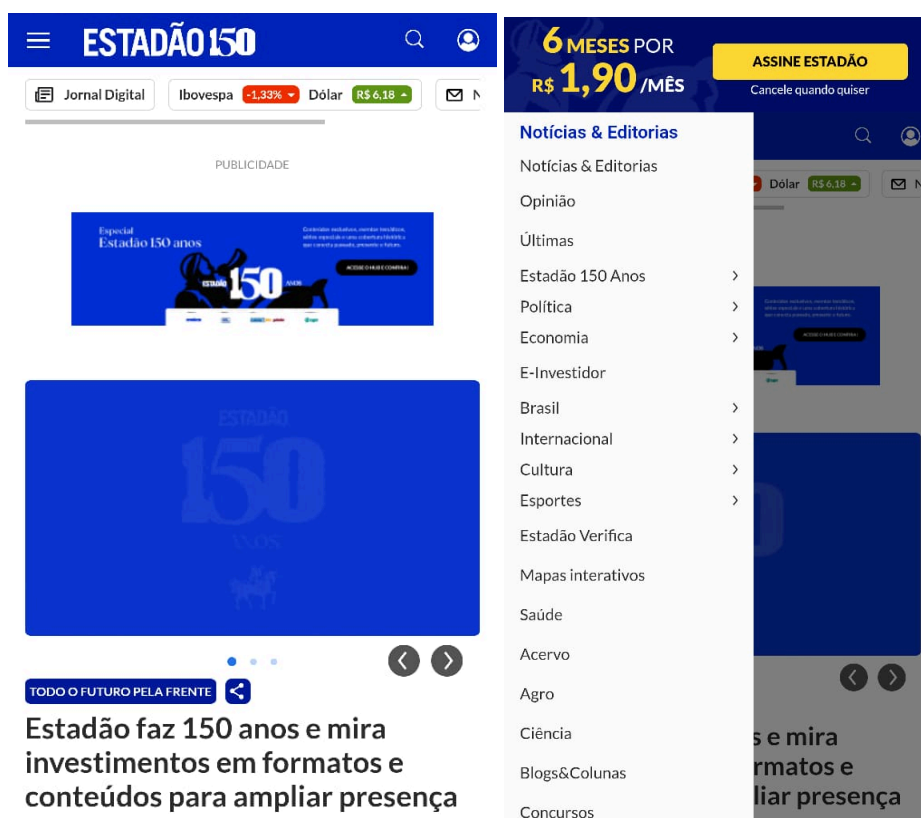 ESTADÃO 150
Jornal Digital
Ibovespa -1,33% Dólar R$ 6,18
N
PUBLICIDADE
Especial
Estadão 150 anos
ACESSE O HUB E CONFIRA!
ESTADÃO 150 ANOS
ESTADÃO
150
ANOS
TODO O FUTURO PELA FRENTE
Estadão faz 150 anos e mira
investimentos em formatos e
conteúdos para ampliar presença
6 MESES POR
R$ 1,90 /MÊS
ASSINE ESTADÃO
Cancele quando quiser
Notícias & Editorias
Notícias & Editorias
Opinião
Últimas
Estadão 150 Anos
Política
Economia
E-Investidor
Brasil
Internacional
Cultura
Esportes
Estadão Verifica
Mapas interativos
Saúde
Acervo
Agro
Ciência
Blogs&Colunas
Concursos
Dólar R$ 6,18
N
s e mira
rmatos e
liar presença